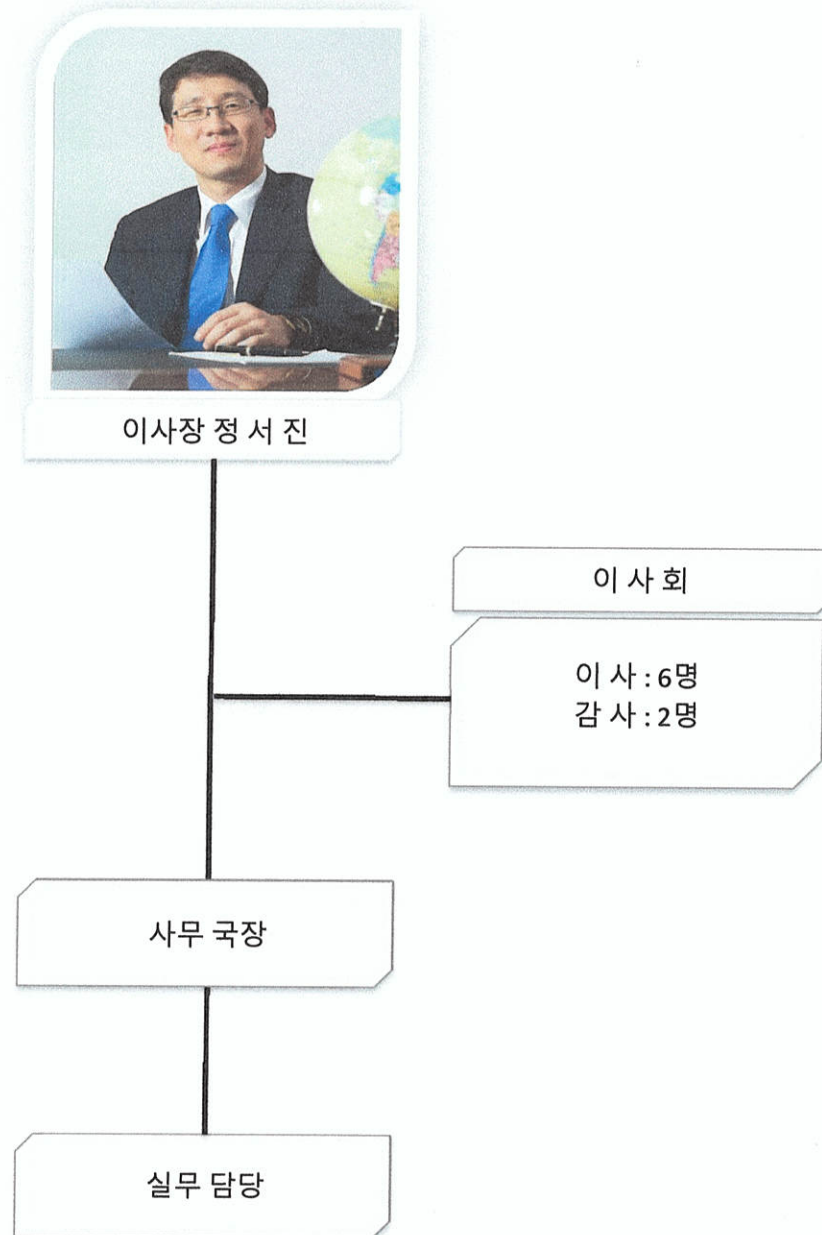 이사장 정 서 진
이 사 회
이 사 : 6명
감 사 : 2명
사무 국장
실무 담당